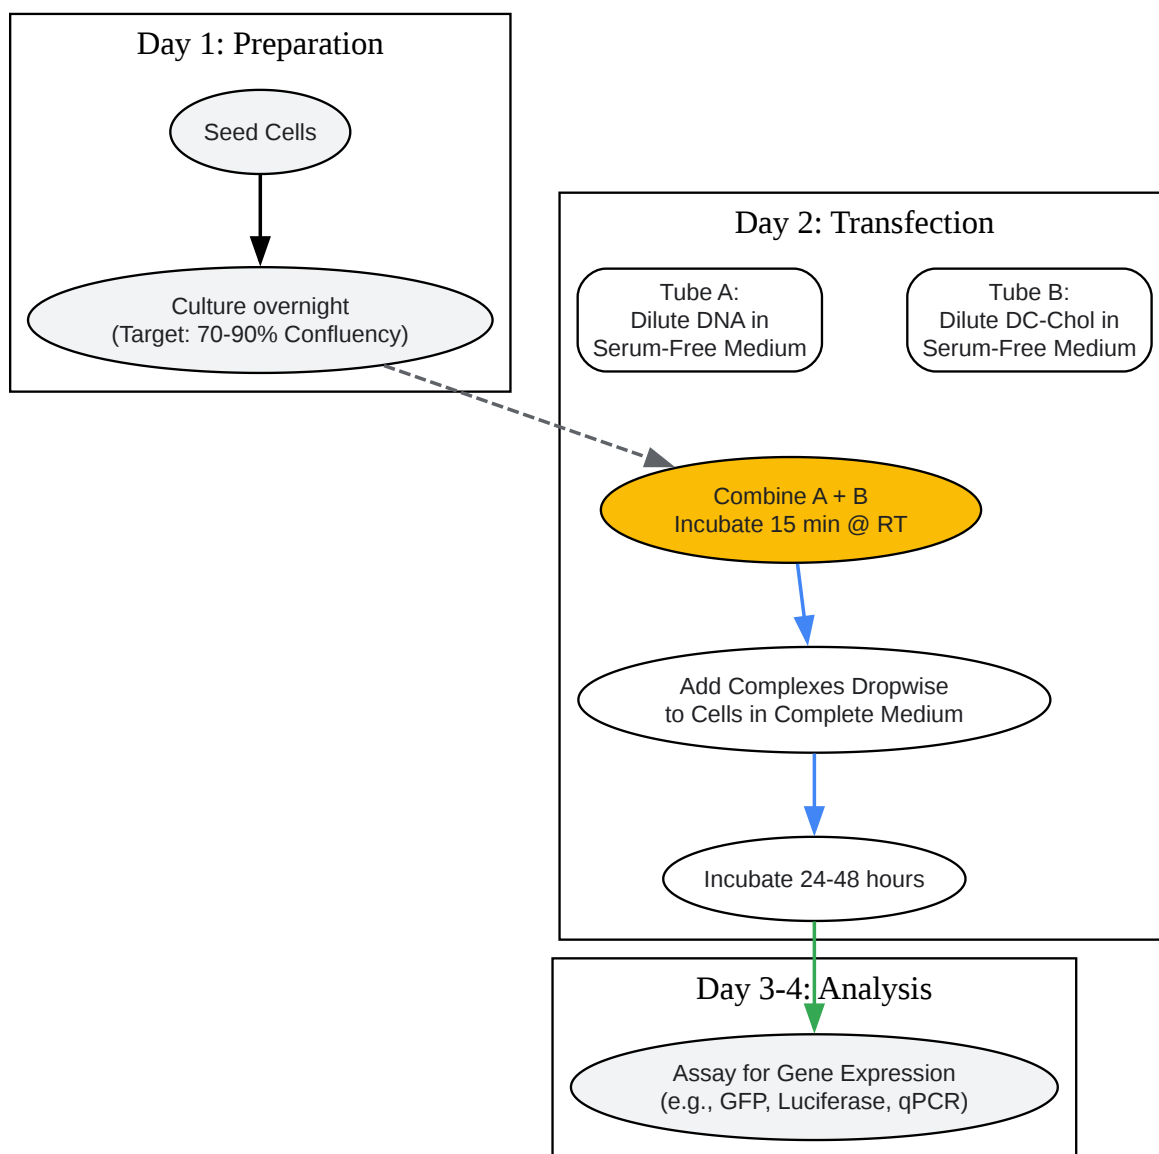 Day 1: Preparation
Seed Cells
Culture overnight
(Target: 70-90% Confluency)
Day 2: Transfection
Tube A:
Dilute DNA in
Serum-Free Medium
Tube B:
Dilute DC-Chol in
Serum-Free Medium
Combine A + B
Incubate 15 min @ RT
Add Complexes Dropwise
to Cells in Complete Medium
Incubate 24-48 hours
Day 3-4: Analysis
Assay for Gene Expression
(e.g., GFP, Luciferase, qPCR)